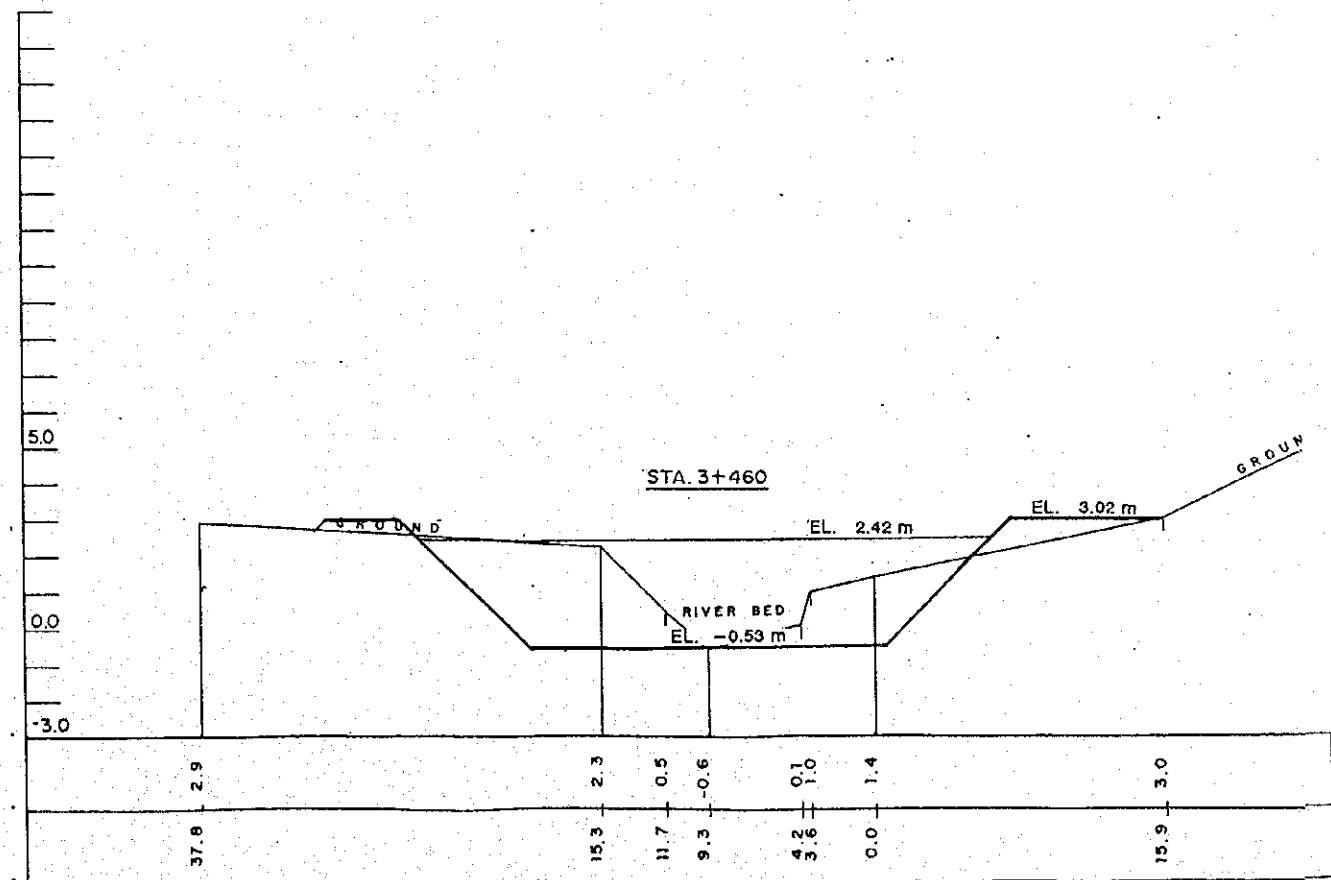 5.0
STA. 3+460
GROUN
EL. 3.02 m
GROUND
EL. 2.42 m
RIVER BED
0.0
EL. -0.53 m
-3.0
2.9 2.3 0.5 -0.6 0.1 1.0 1.4 3.0
37.8 15.3 11.7 9.3 4.2 3.6 0.0 15.9